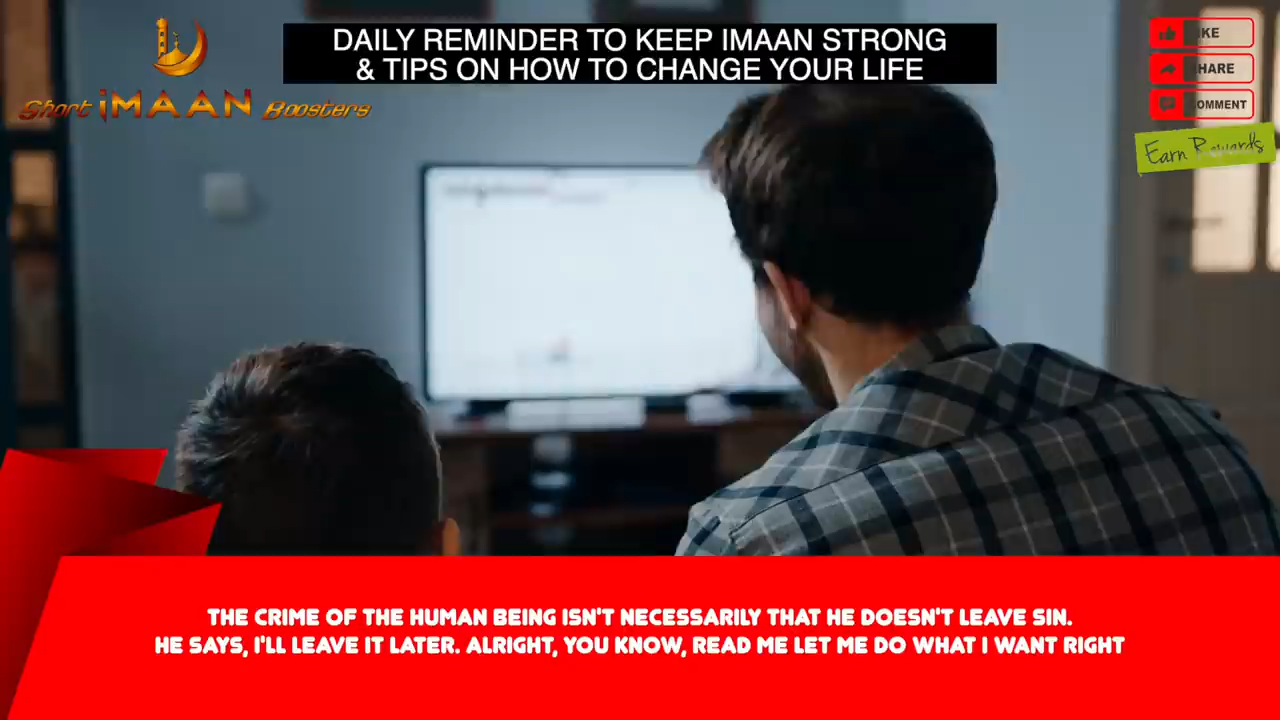 DAILY REMINDER TO KEEP IMAAN STRONG
& TIPS ON HOW TO CHANGE YOUR LIFE
Short iMAAN Boosters
KE
HARE
OMMENT
Earn Rewards
THE CRIME OF THE HUMAN BEING ISN'T NECESSARILY THAT HE DOESN'T LEAVE SIN.
HE SAYS, I'LL LEAVE IT LATER. ALRIGHT, YOU KNOW, READ ME LET ME DO WHAT I WANT RIGHT